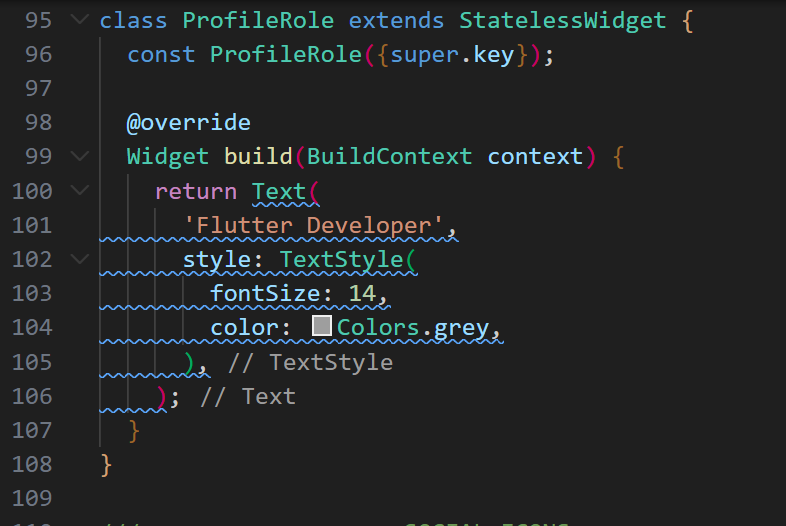 95 class ProfileRole extends StatelessWidget {
96   const ProfileRole({super.key});
97
98   @override
99   Widget build(BuildContext context) {
100     return Text(
101       'Flutter Developer',
102       style: TextStyle(
103         fontSize: 14,
104         color: Colors.grey,
105       ), // TextStyle
106     ); // Text
107   }
108 }
109